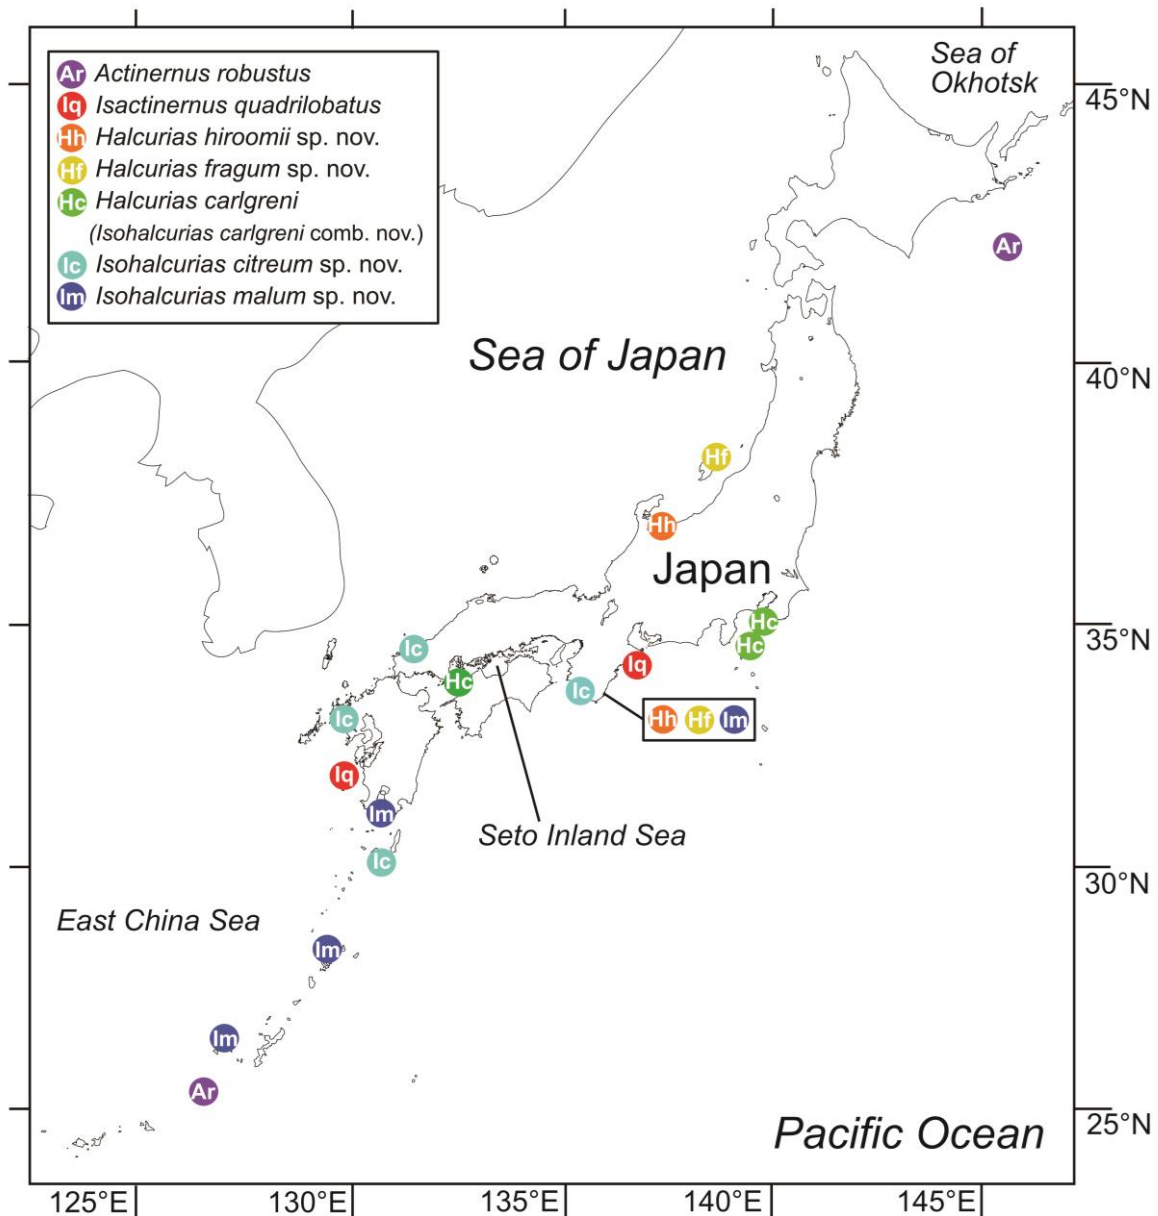 Ar Actinernus robustus
Iq Isactinernus quadrilobatus
Hh Halcurias hiroomii sp. nov.
Hf Halcurias fragum sp. nov.
Hc Halcurias carlgreni
(Isohalcurias carlgreni comb. nov.)
Ic Isohalcurias citreum sp. nov.
Im Isohalcurias malum sp. nov.
Sea of
Okhotsk
45°N
Ar
Sea of Japan
40°N
Hf
Hh
Japan
Hc
35°N
Hc
Ic
Iq
Hc
Ic
Ic
Hh Hf Im
Iq
Im
Seto Inland Sea
Ic
30°N
East China Sea
Im
Im
Ar
25°N
Pacific Ocean
125°E 130°E 135°E 140°E 145°E